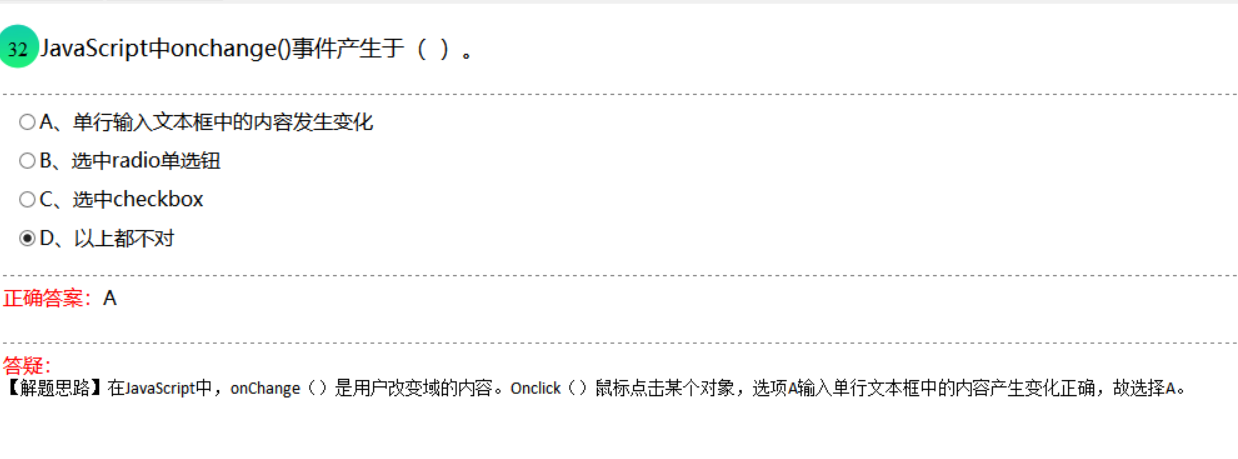 32 JavaScript中onchange()事件产生于（ ）。
A、单行输入文本框中的内容发生变化
B、选中radio单选钮
C、选中checkbox
D、以上都不对
正确答案：A
答疑：
【解题思路】在JavaScript中，onChange（）是用户改变域的内容。Onclick（）鼠标点击某个对象，选项A输入单行文本框中的内容产生变化正确，故选择A。